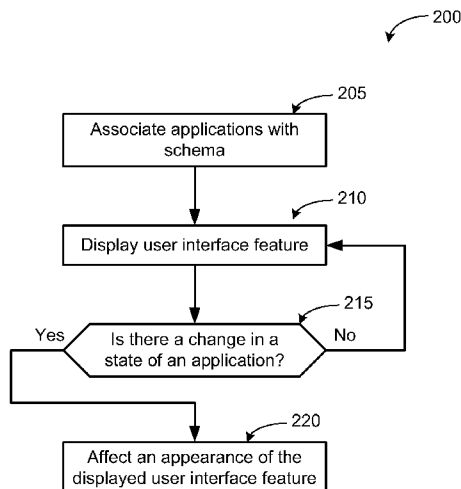 200
205
Associate applications with
schema
210
Display user interface feature
215
Yes
Is there a change in a
state of an application?
No
220
Affect an appearance of the
displayed user interface feature